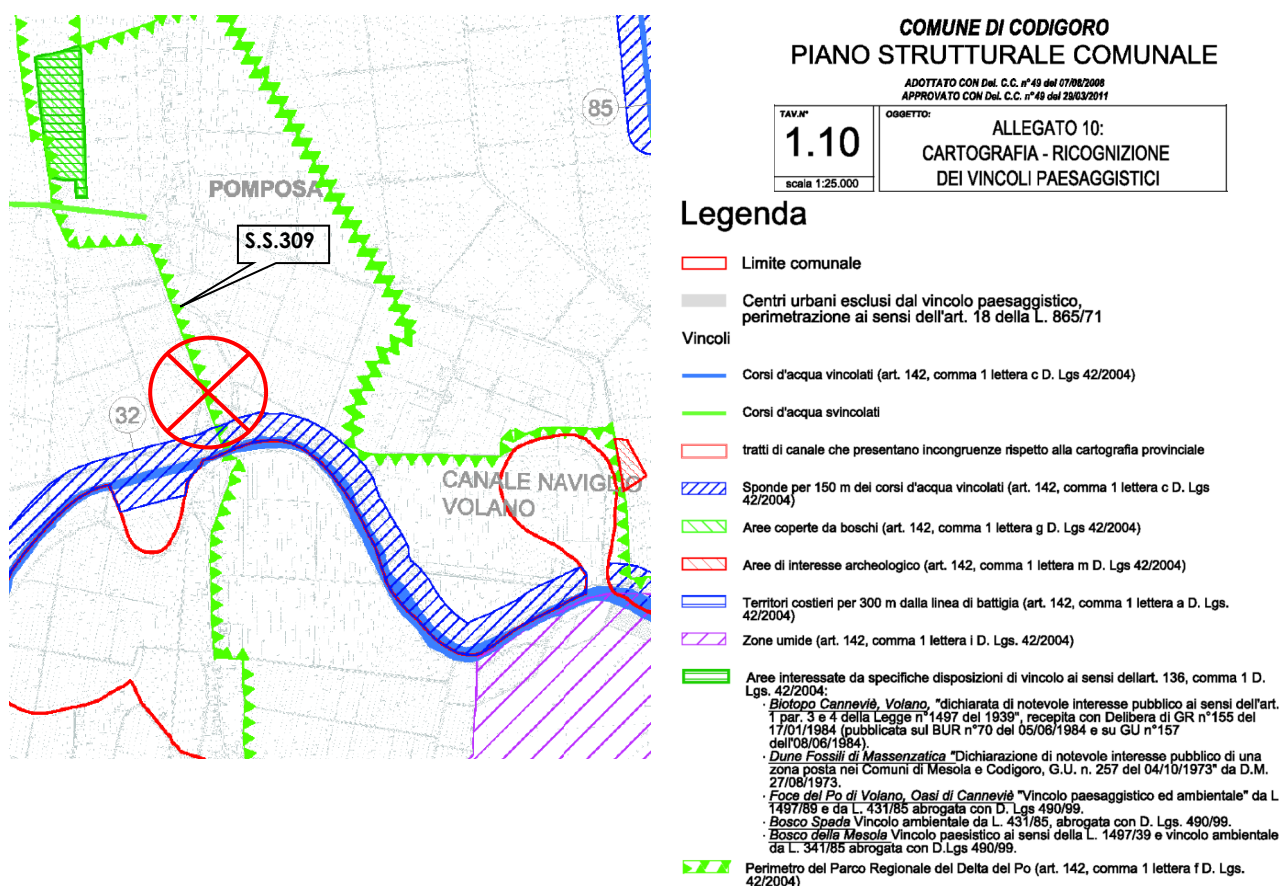 85
POMPOSA
S.S.309
32
CANALE NAVIGLIO
VOLANO
COMUNE DI CODIGORO
PIANO STRUTTURALE COMUNALE
ADOTTATO CON Del. C.C. n°49 del 07/08/2008
APPROVATO CON Del. C.C. n°49 del 29/03/2011
TAV.N°
1.10
scala 1:25.000
OGGETTO:
ALLEGATO 10:
CARTOGRAFIA - RICOGNIZIONE
DEI VINCOLI PAESAGGISTICI
Legenda
Limite comunale
Centri urbani esclusi dal vincolo paesaggistico,
perimetrazione ai sensi dell'art. 18 della L. 865/71
Vincoli
Corsi d'acqua vincolati (art. 142, comma 1 lettera c D. Lgs 42/2004)
Corsi d'acqua svincolati
tratti di canale che presentano incongruenze rispetto alla cartografia provinciale
Sponde per 150 m dei corsi d'acqua vincolati (art. 142, comma 1 lettera c D. Lgs
42/2004)
Aree coperte da boschi (art. 142, comma 1 lettera g D. Lgs 42/2004)
Aree di interesse archeologico (art. 142, comma 1 lettera m D. Lgs 42/2004)
Territori costieri per 300 m dalla linea di battigia (art. 142, comma 1 lettera a D. Lgs.
42/2004)
Zone umide (art. 142, comma 1 lettera i D. Lgs. 42/2004)
Aree interessate da specifiche disposizioni di vincolo ai sensi dellart. 136, comma 1 D.
Lgs. 42/2004:
· Biotopo Canneviè, Volano, "dichiarata di notevole interesse pubblico ai sensi dell'art.
1 par. 3 e 4 della Legge n°1497 del 1939", recepita con Delibera di GR n°155 del
17/01/1984 (pubblicata sul BUR n°70 del 05/06/1984 e su GU n°157
dell'08/06/1984).
· Dune Fossili di Massenzatica "Dichiarazione di notevole interesse pubblico di una
zona posta nei Comuni di Mesola e Codigoro, G.U. n. 257 del 04/10/1973" da D.M.
27/08/1973.
· Foce del Po di Volano, Oasi di Canneviè "Vincolo paesaggistico ed ambientale" da L
1497/89 e da L. 431/85 abrogata con D. Lgs 490/99.
· Bosco Spada Vincolo ambientale da L. 431/85, abrogata con D. Lgs. 490/99.
· Bosco della Mesola Vincolo paesistico ai sensi della L. 1497/39 e vincolo ambientale
da L. 341/85 abrogata con D.Lgs 490/99.
Perimetro del Parco Regionale del Delta del Po (art. 142, comma 1 lettera f D. Lgs.
42/2004)